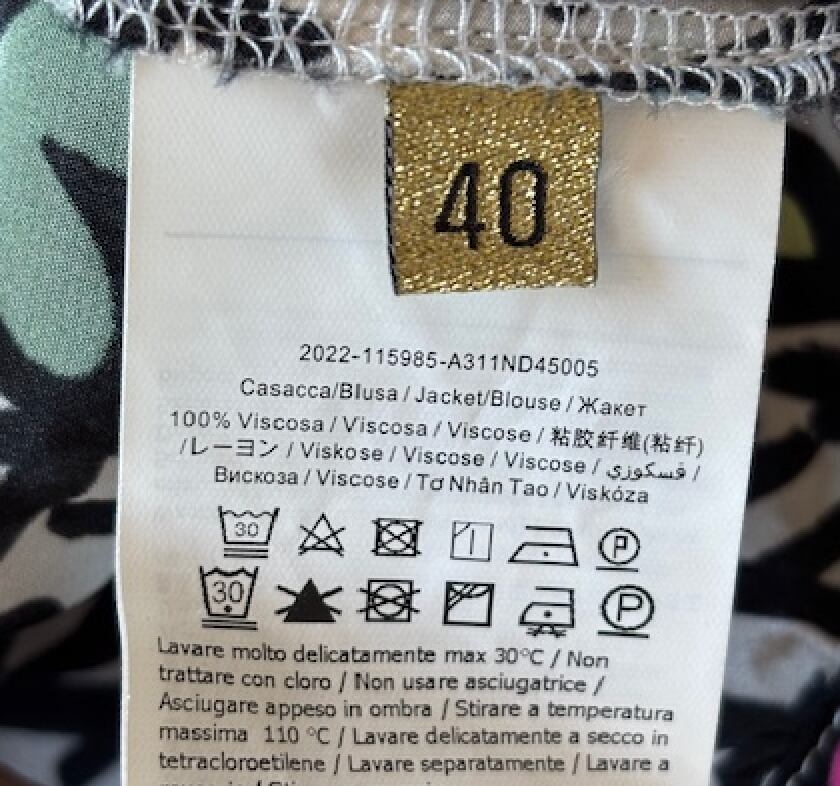 40
2022-115985-A311ND45005
Casacca/Blusa / Jacket/Blouse / Жакет
100% Viscosa / Viscosa / Viscose / 粘胶纤维(粘纤)
/レーヨン / Viskose / Viscose / Viscose / فسكوزي /
Вискоза / Viscose / Tơ Nhân Tạo / Viskóza
30 P
30 P
Lavare molto delicatamente max 30°C / Non
trattare con cloro / Non usare asciugatrice /
Asciugare appeso in ombra / Stirare a temperatura
massima 110 °C / Lavare delicatamente a secco in
tetracloroetilene / Lavare separatamente / Lavare a